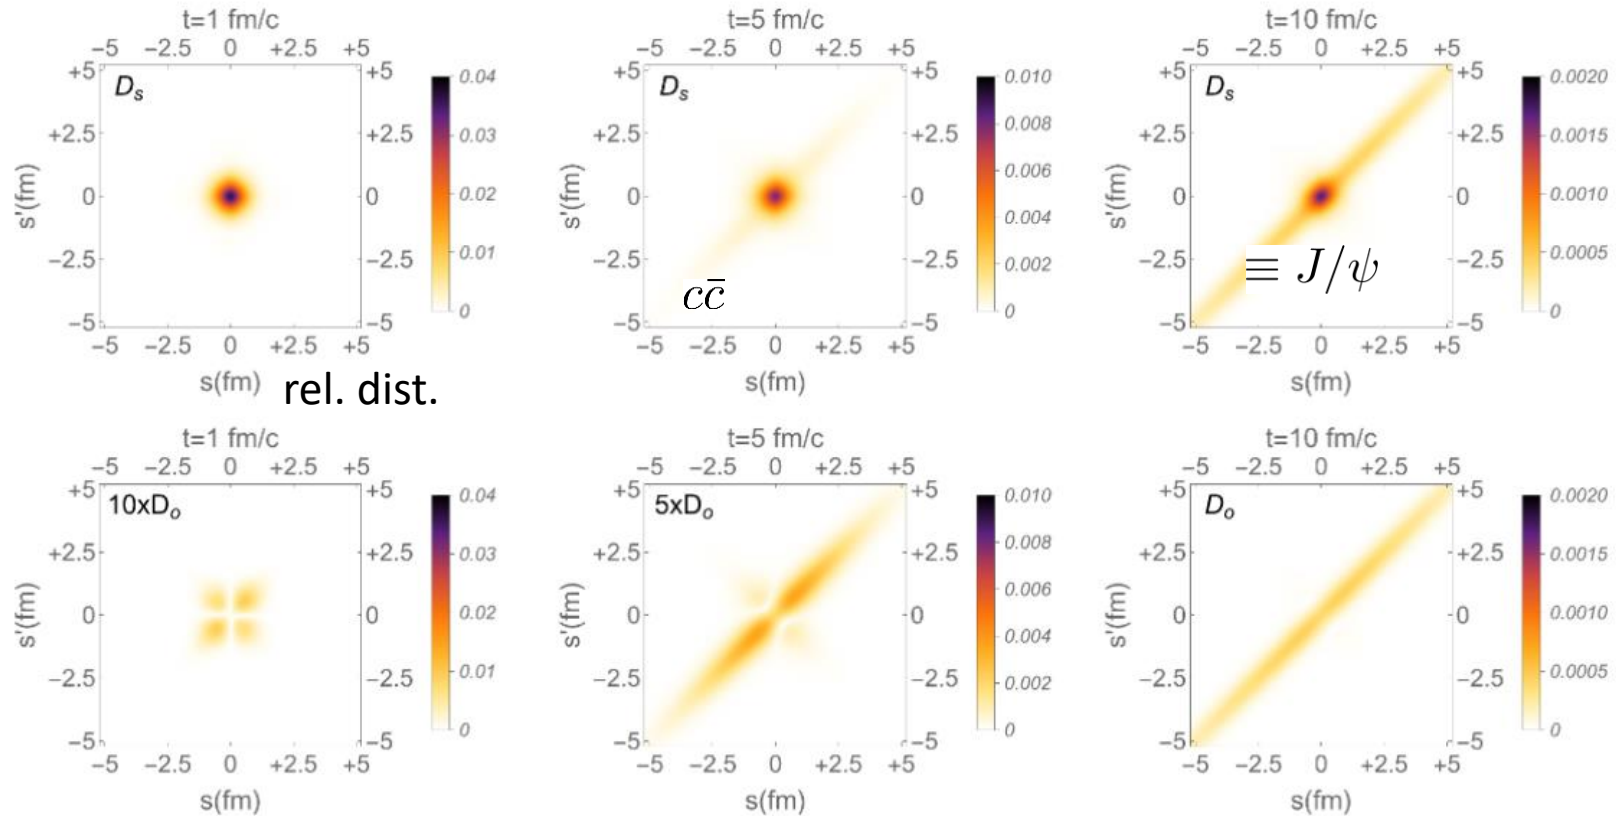 t=1 fm/c t=5 fm/c t=10 fm/c
−5 −2.5 0 +2.5 +5 −5 −2.5 0 +2.5 +5 −5 −2.5 0 +2.5 +5
+5 +5 0.04 +5 +5 0.010 +5 +5 0.0020
Ds Ds Ds
+2.5 +2.5 0.03 +2.5 +2.5 0.008 +2.5 +2.5 0.0015
s'(fm) 0 0 0.02 s'(fm) 0 0 0.006 s'(fm) 0 0 0.0010
0.004
−2.5 −2.5 0.01 −2.5 −2.5 0.002 −2.5 ≡ J/ψ −2.5 0.0005
cc̄
−5 −5 0 −5 −5 0 −5 −5 0
−5 −2.5 0 +2.5 +5 −5 −2.5 0 +2.5 +5 −5 −2.5 0 +2.5 +5
s(fm) rel. dist. s(fm) s(fm)
t=1 fm/c t=5 fm/c t=10 fm/c
−5 −2.5 0 +2.5 +5 −5 −2.5 0 +2.5 +5 −5 −2.5 0 +2.5 +5
+5 +5 0.04 +5 +5 0.010 +5 +5 0.0020
10xDo 5xDo Do
+2.5 +2.5 0.03 +2.5 +2.5 0.008 +2.5 +2.5 0.0015
s'(fm) 0 0 0.02 s'(fm) 0 0 0.006 s'(fm) 0 0 0.0010
0.004
−2.5 −2.5 0.01 −2.5 −2.5 0.002 −2.5 −2.5 0.0005
−5 −5 0 −5 −5 0 −5 −5 0
−5 −2.5 0 +2.5 +5 −5 −2.5 0 +2.5 +5 −5 −2.5 0 +2.5 +5
s(fm) s(fm) s(fm)